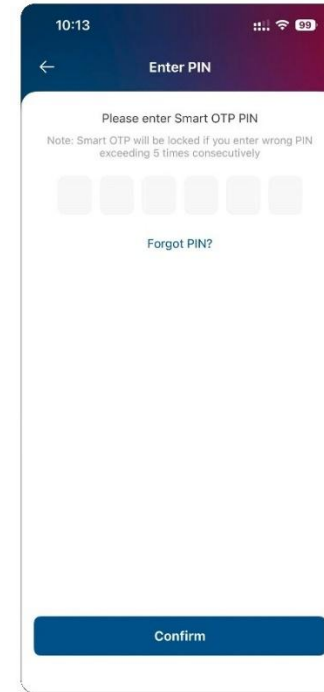 10:13
99
Enter PIN
Please enter Smart OTP PIN
Note: Smart OTP will be locked if you enter wrong PIN
exceeding 5 times consecutively
Forgot PIN?
Confirm